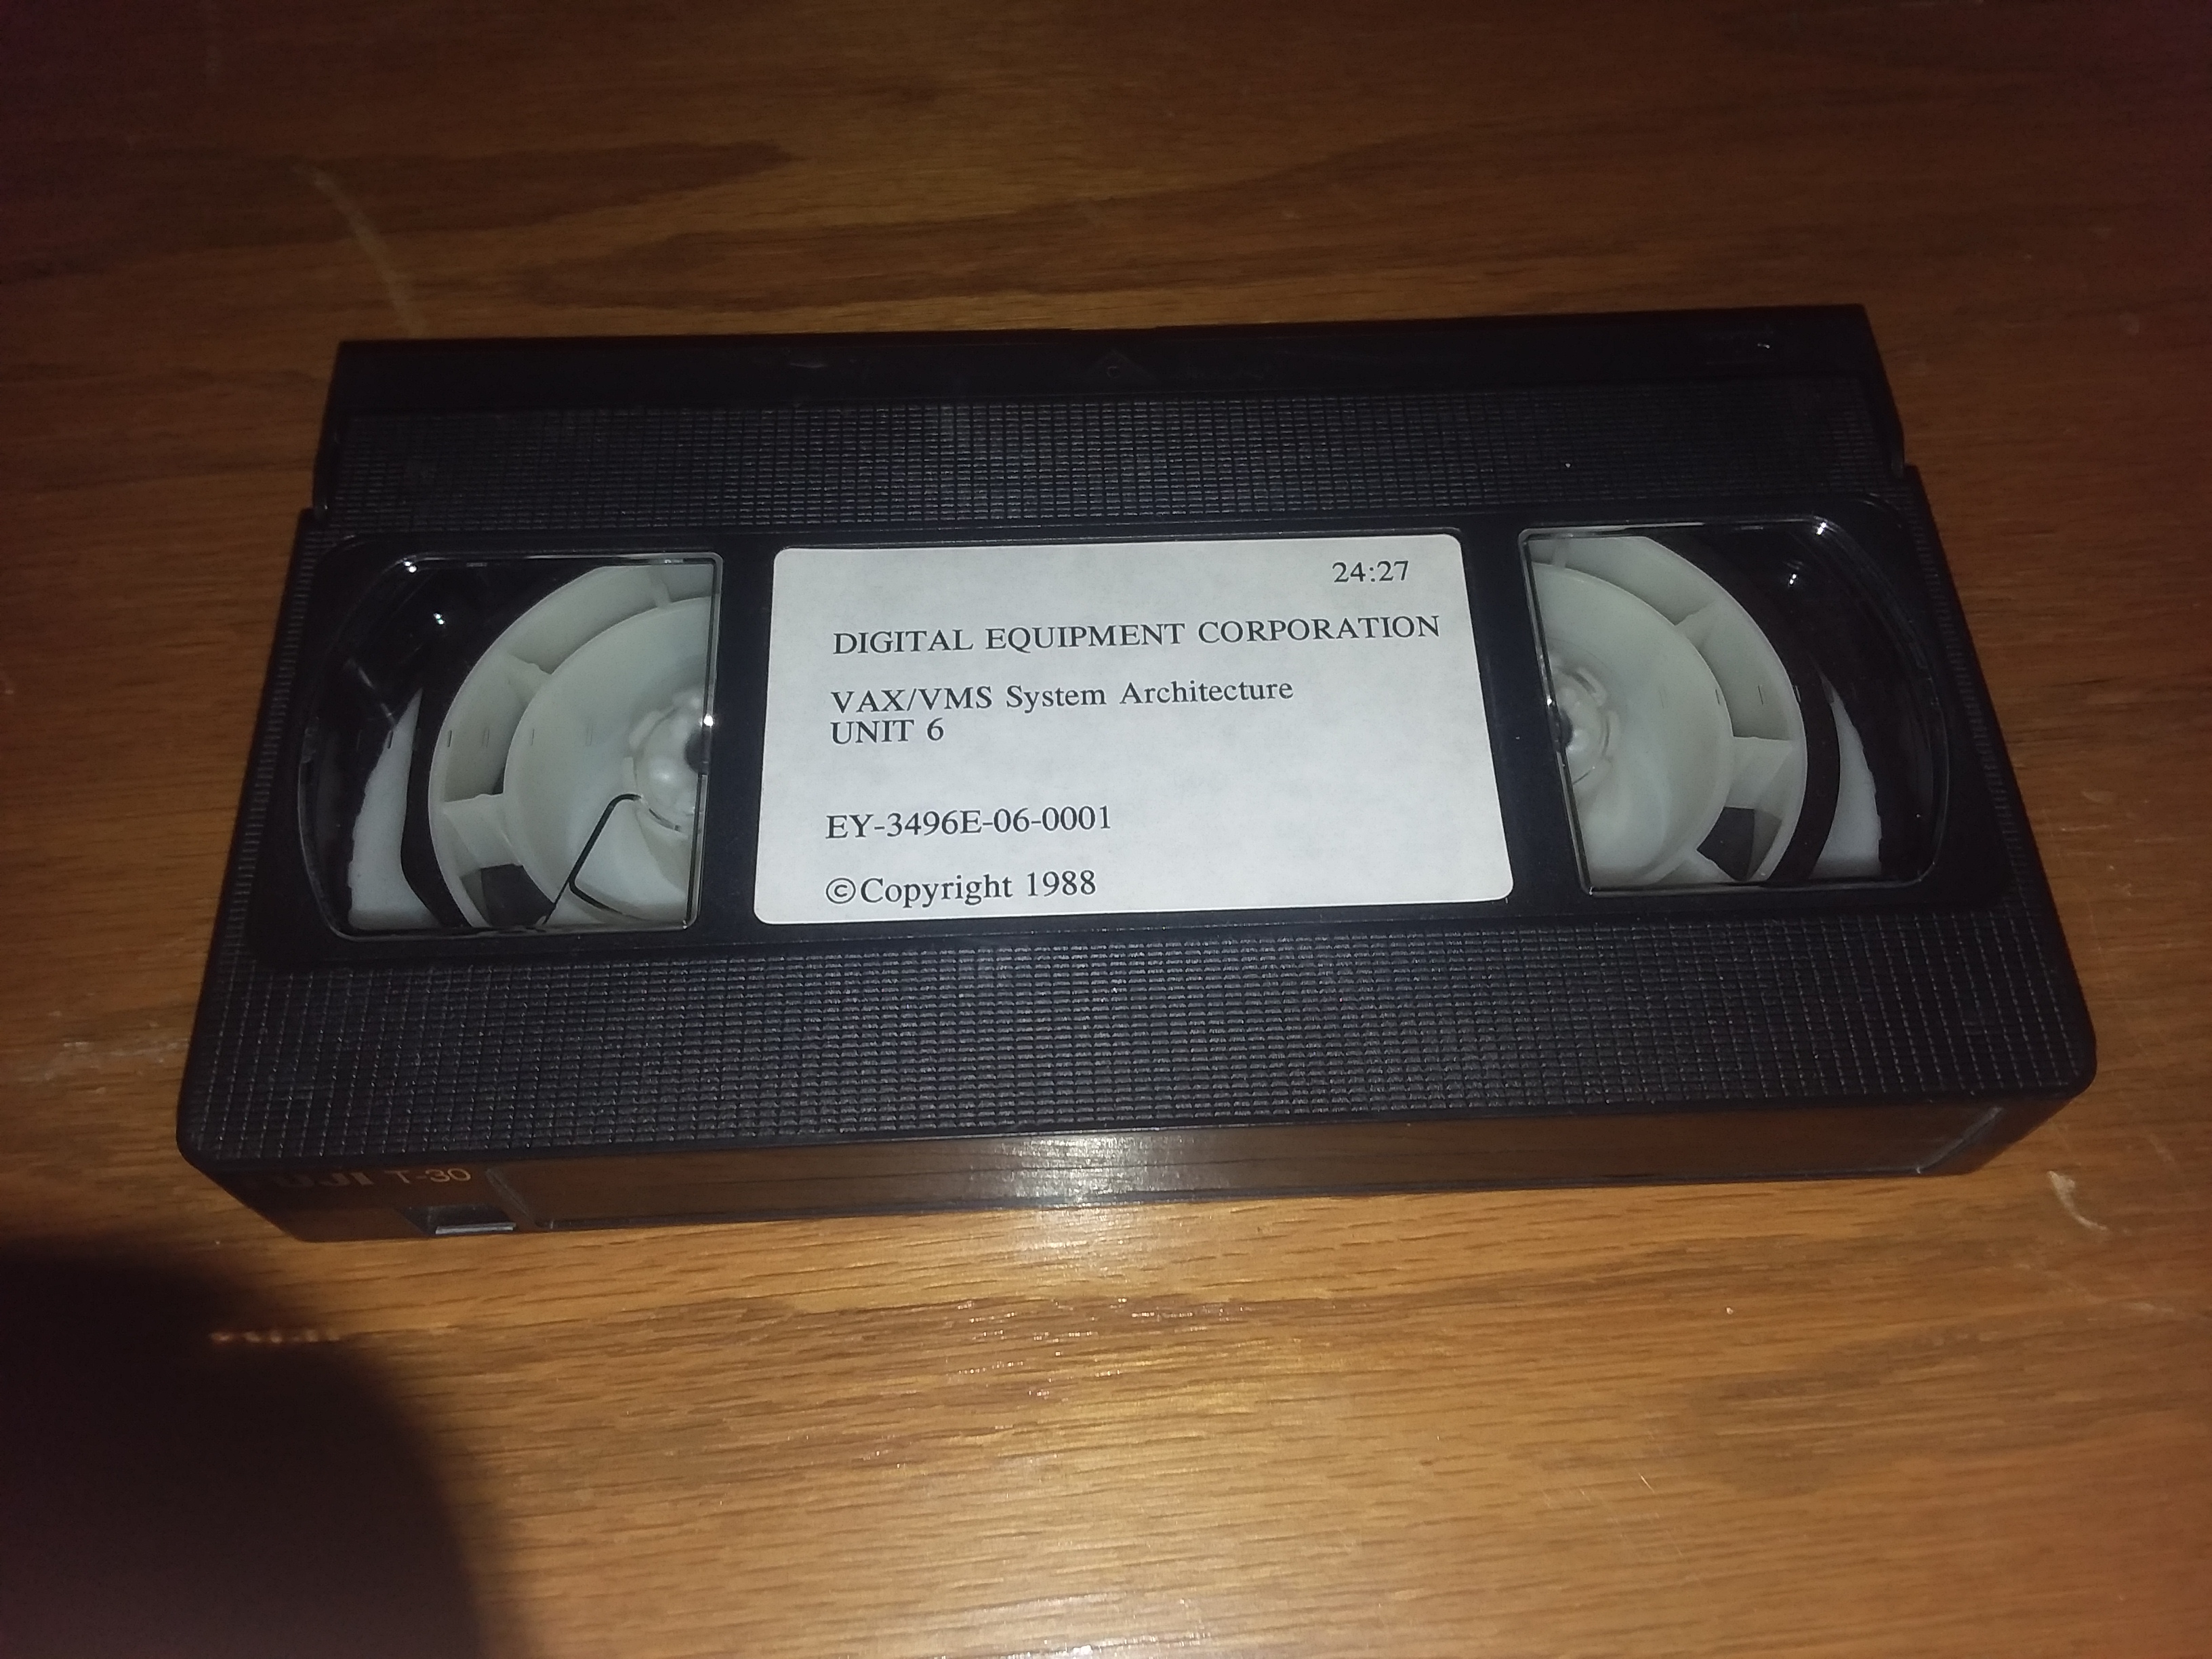 24:27
DIGITAL EQUIPMENT CORPORATION
VAX/VMS System Architecture
UNIT 6
EY-3496E-06-0001
©Copyright 1988
T-30